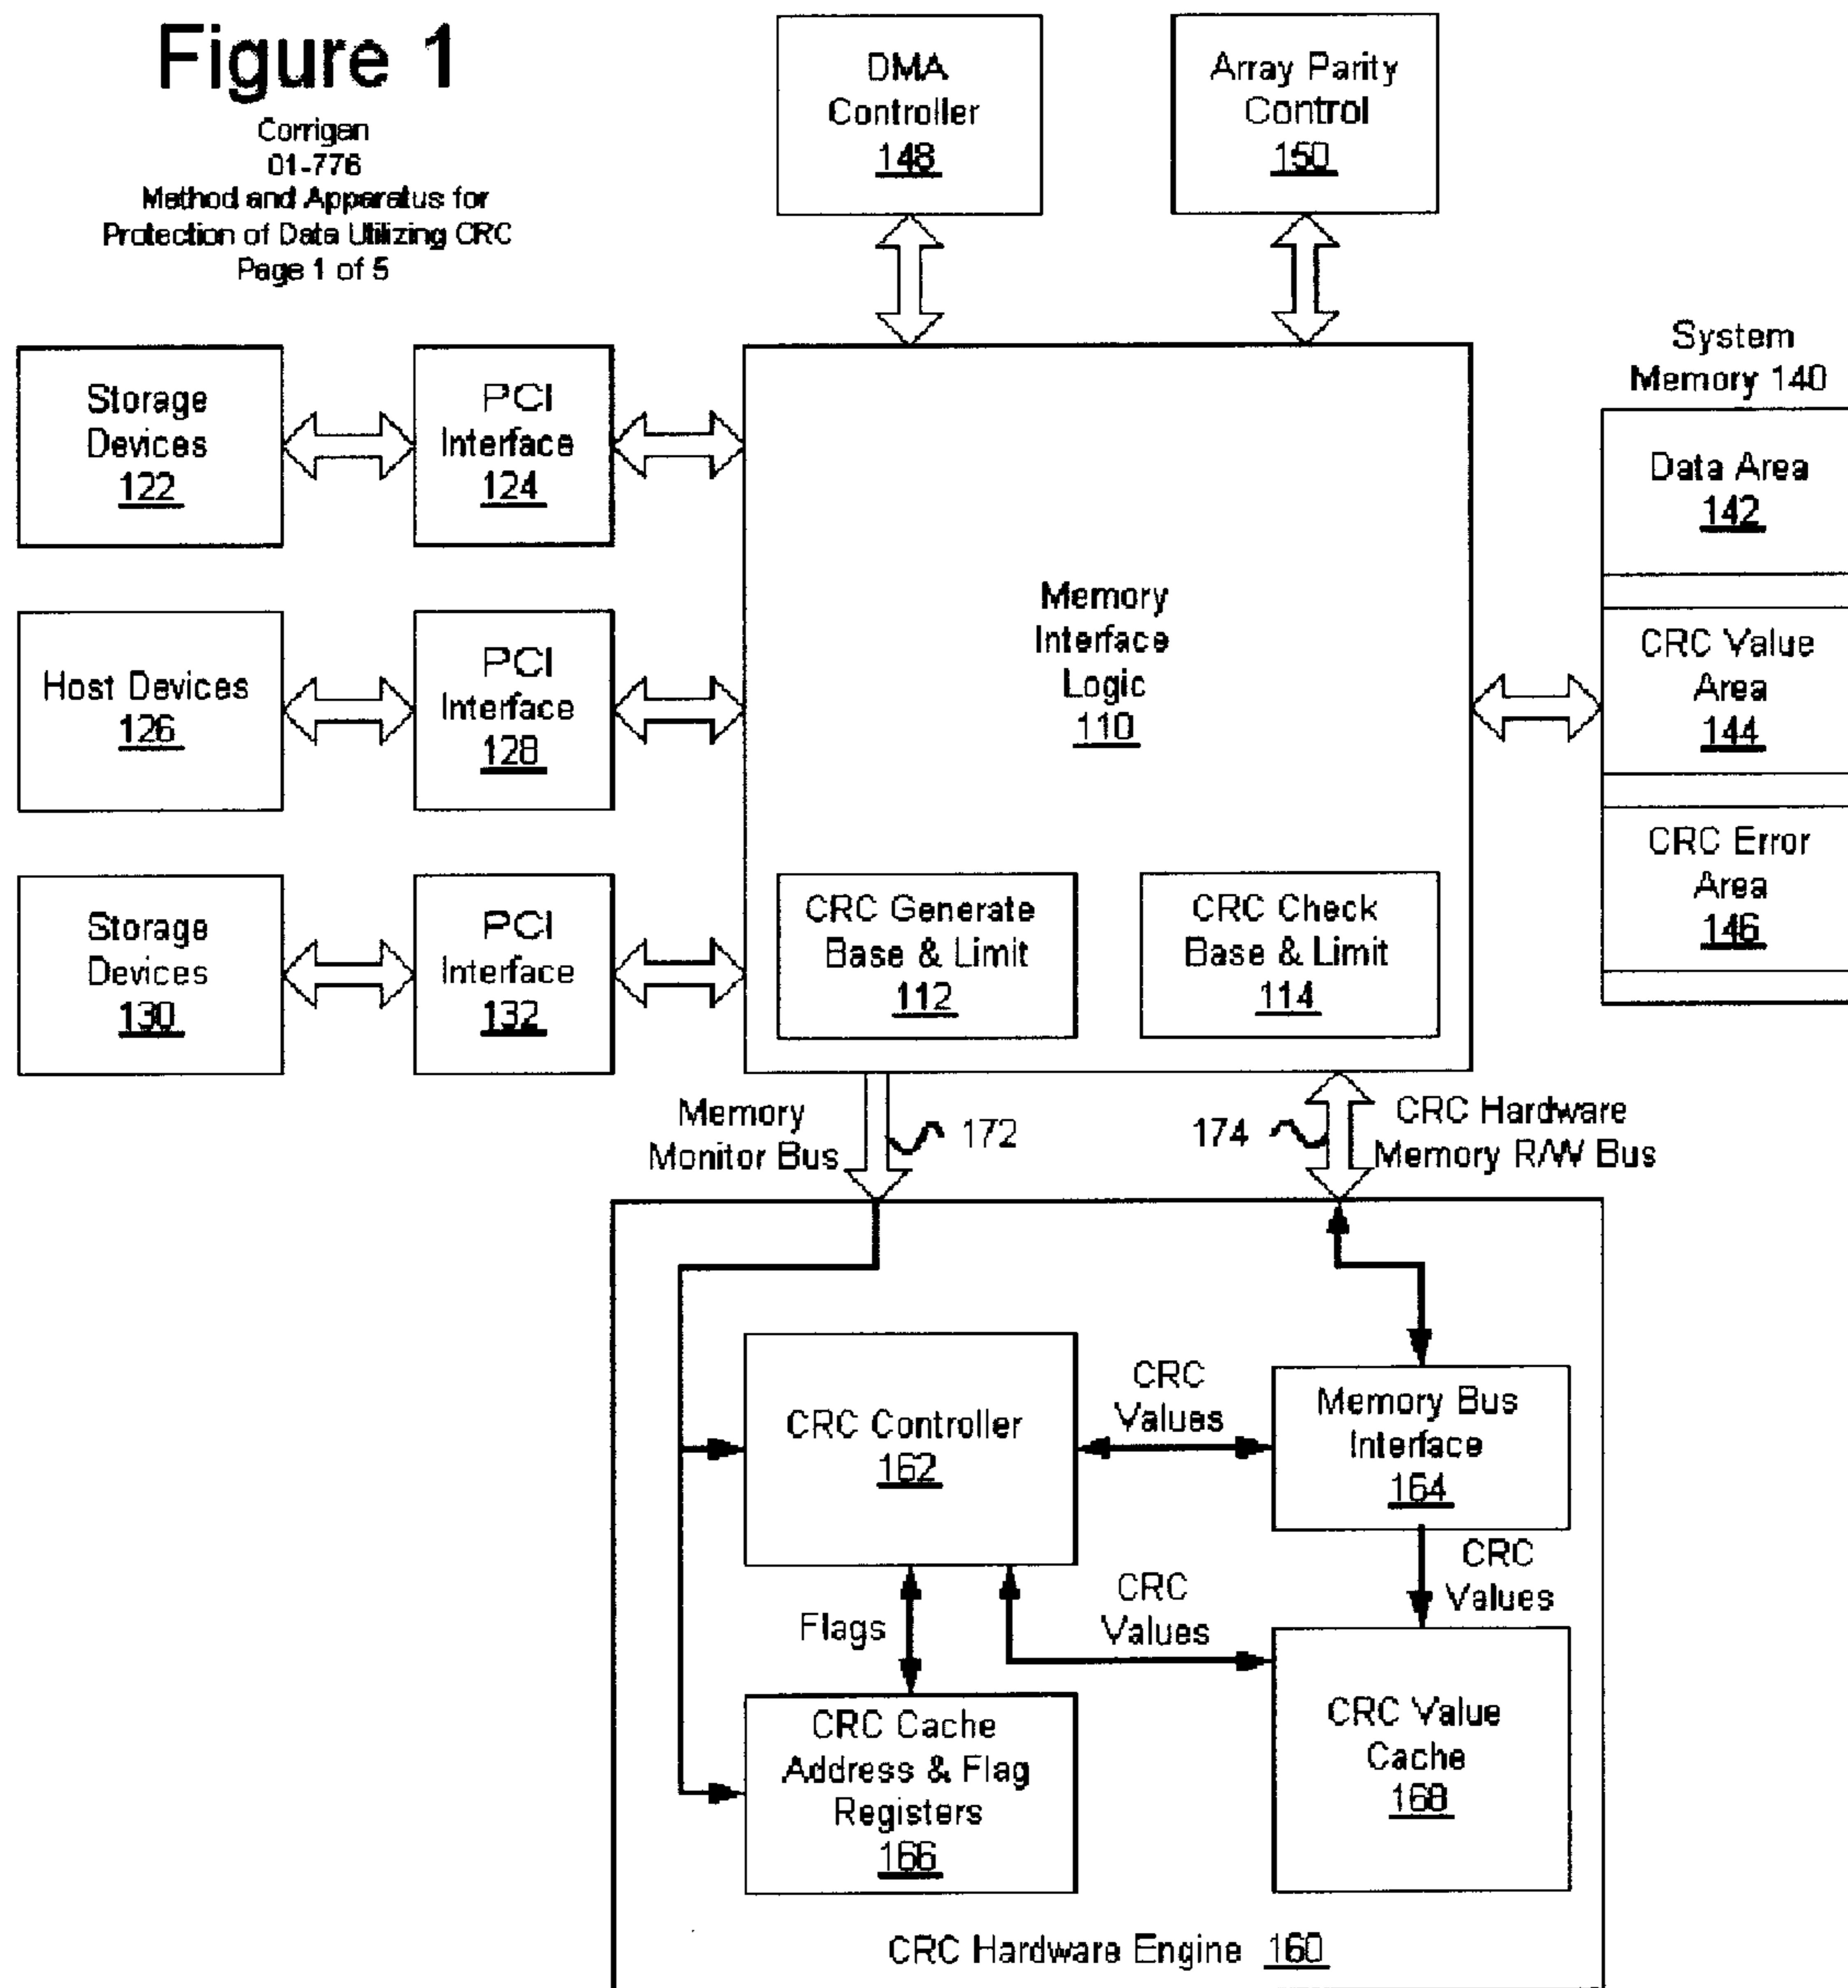 Figure 1
Corrigan
01-776
Method and Apparatus for
Protection of Data Utilizing CRC
Page 1 of 5
DMA
Controller
148
Array Parity
Control
150
System
Memory 140
Storage
Devices
122
PCI
Interface
124
Data Area
142
Host Devices
126
PCI
Interface
128
Memory
Interface
Logic
110
CRC Value
Area
144
Storage
Devices
130
PCI
Interface
132
CRC Generate
Base & Limit
112
CRC Check
Base & Limit
114
CRC Error
Area
146
Memory
Monitor Bus
172
174
CRC Hardware
Memory R/W Bus
CRC Controller
162
CRC
Values
Memory Bus
Interface
164
Flags
CRC
Values
CRC
Values
CRC Cache
Address & Flag
Registers
166
CRC Value
Cache
168
CRC Hardware Engine 160